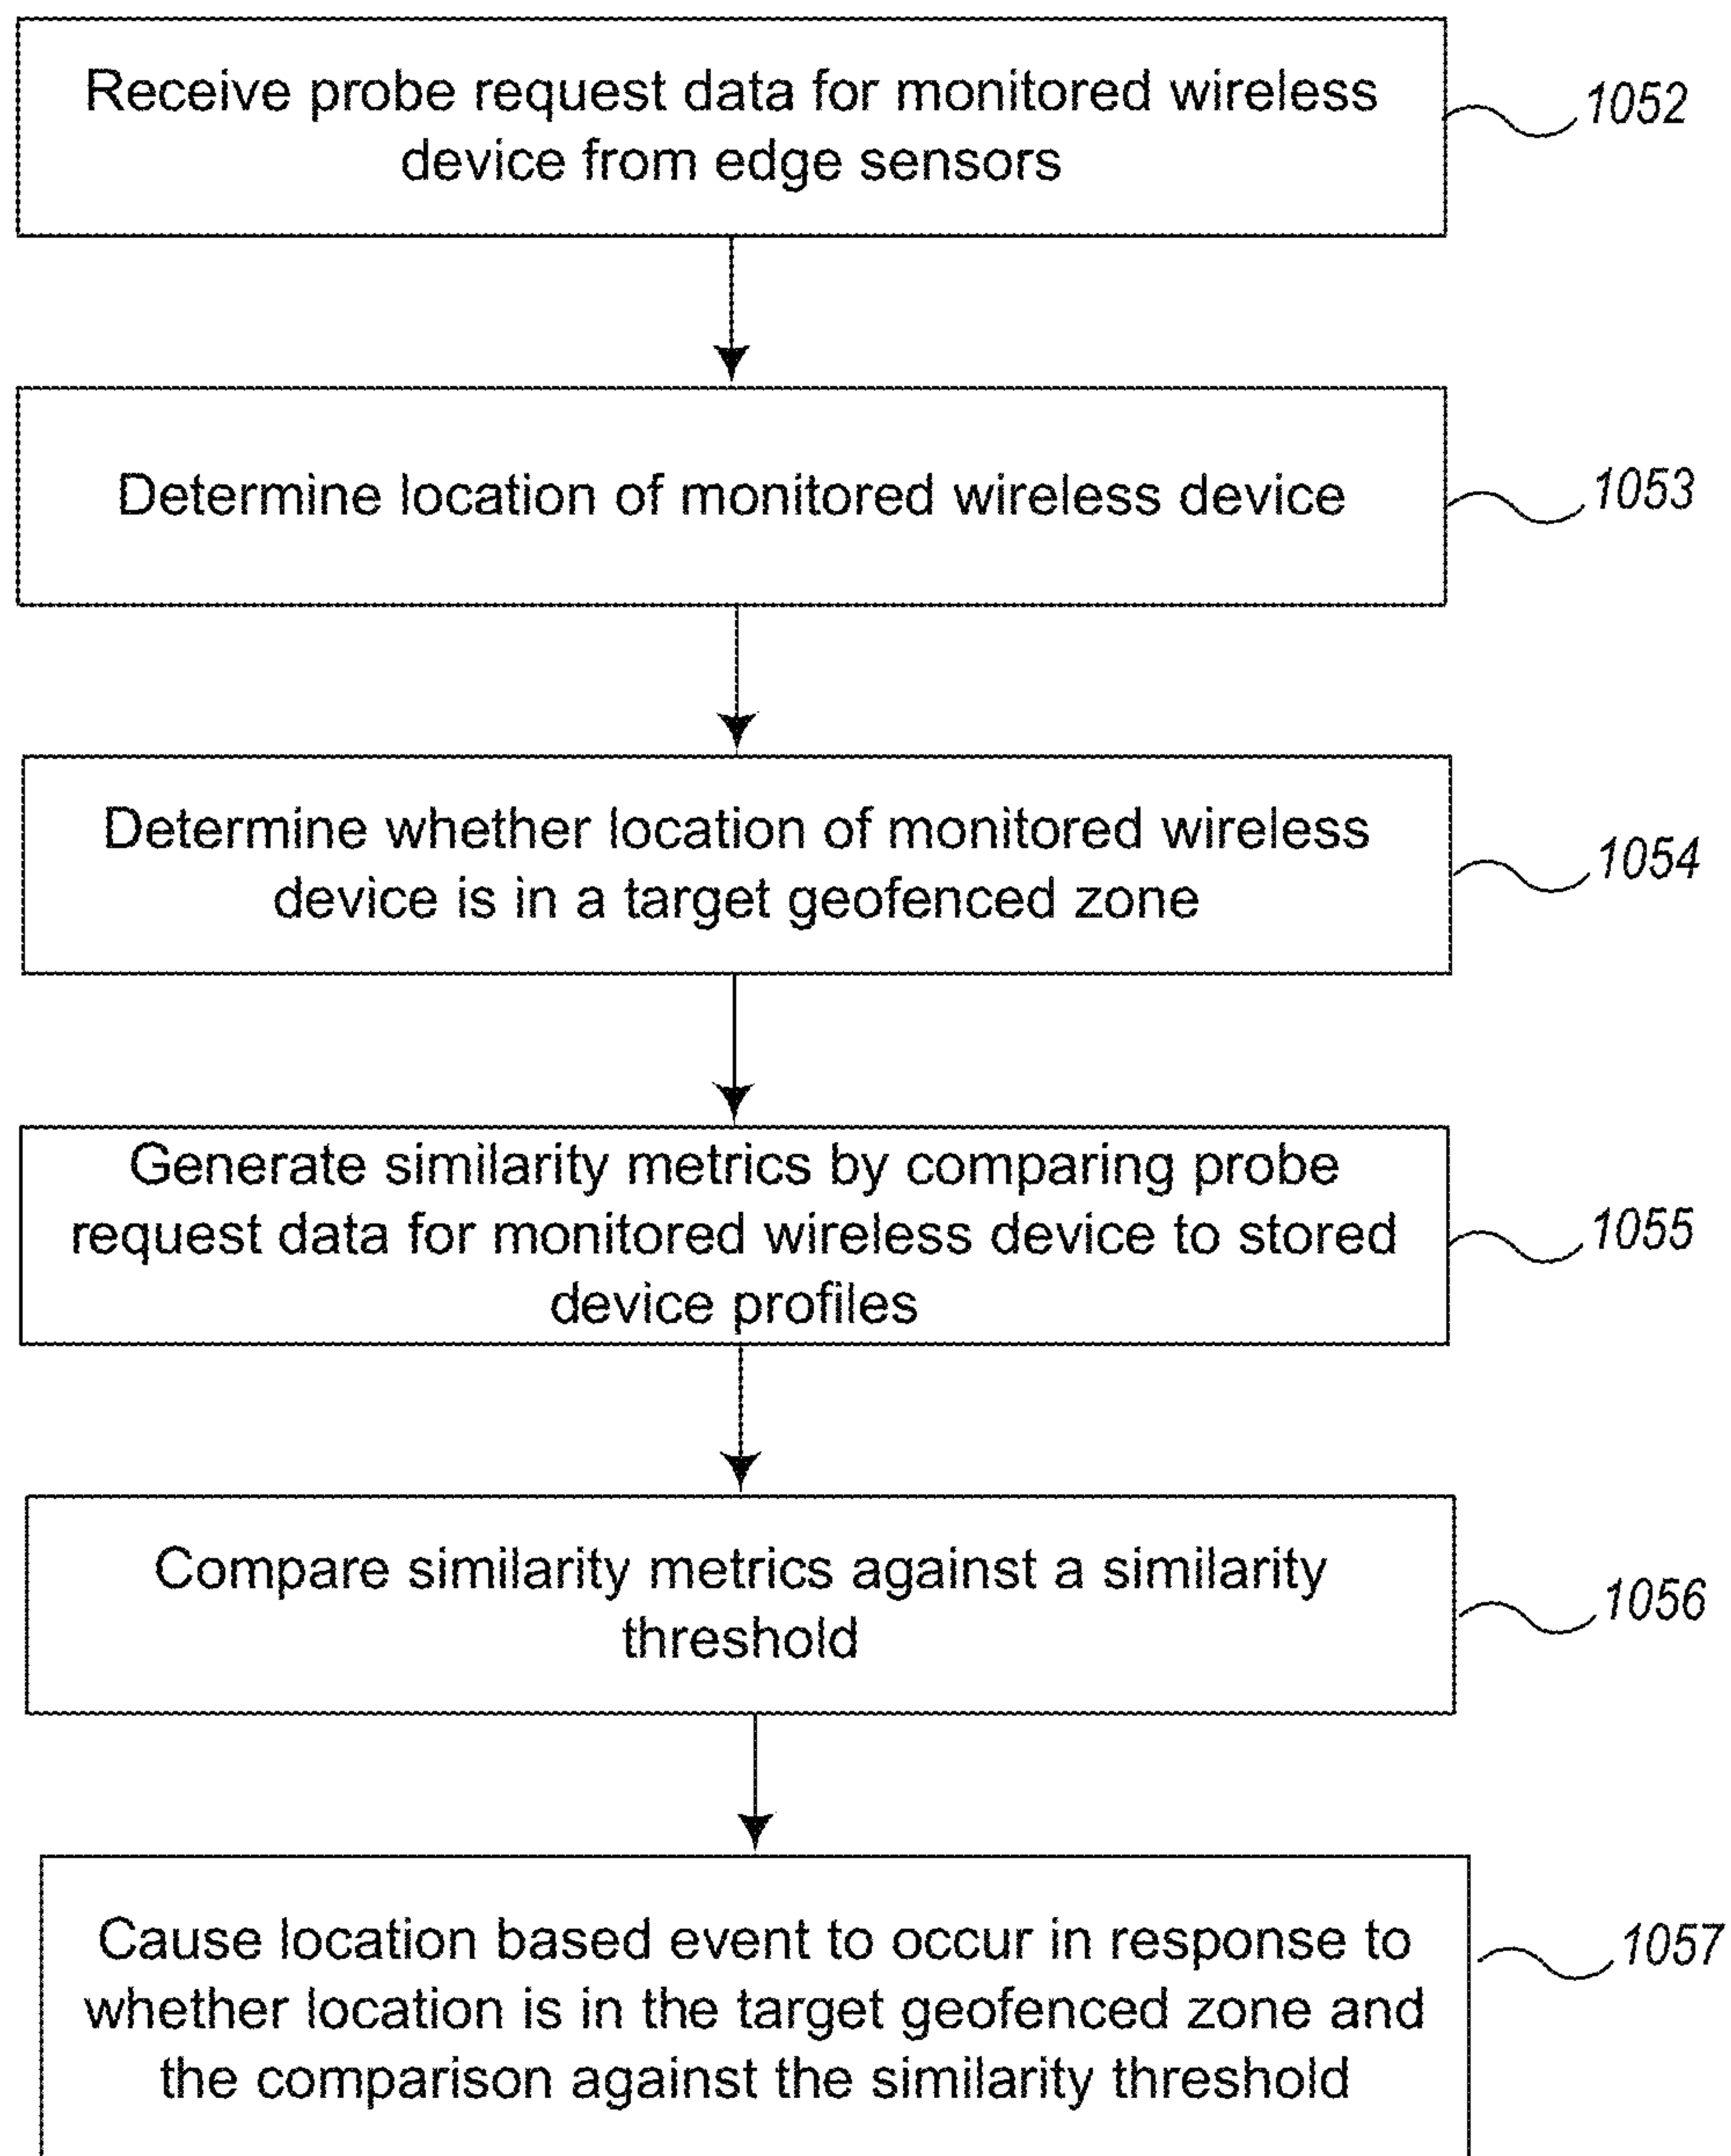 Receive probe request data for monitored wireless
device from edge sensors
1052
Determine location of monitored wireless device
1053
Determine whether location of monitored wireless
device is in a target geofenced zone
1054
Generate similarity metrics by comparing probe
request data for monitored wireless device to stored
device profiles
1055
Compare similarity metrics against a similarity
threshold
1056
Cause location based event to occur in response to
whether location is in the target geofenced zone and
the comparison against the similarity threshold
1057